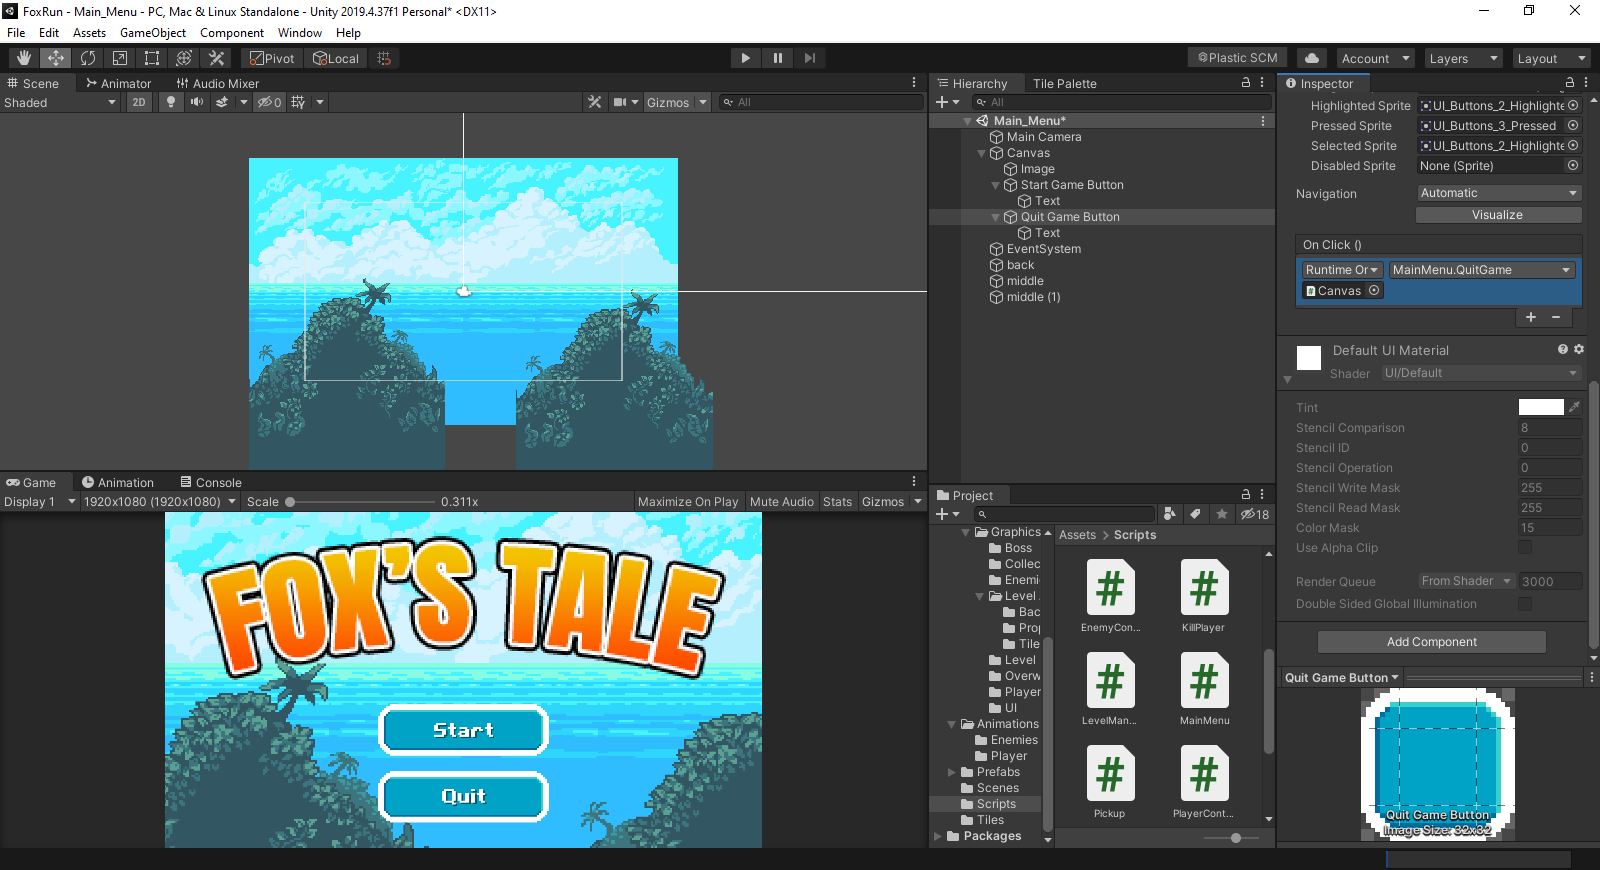 FoxRun - Main_Menu - PC, Mac & Linux Standalone - Unity 2019.4.37f1 Personal* <DX11>
File Edit Assets GameObject Component Window Help
Pivot Local Plastic SCM Account Layers Layout
Scene Animator Audio Mixer
Shaded 2D 0 Gizmos All
Game Animation Console
Display 1 1920x1080 (1920x1080) Scale 0.311x Maximize On Play Mute Audio Stats Gizmos
FOX'S TALE
Start
Quit
Hierarchy Tile Palette
All
Main_Menu*
Main Camera
Canvas
Image
Start Game Button
Text
Quit Game Button
Text
EventSystem
back
middle
middle (1)
Project
18
Graphics
Boss
Collec
Enemi
Level
Bac
Prop
Tile
Level
Overw
Player
UI
Animations
Enemies
Player
Prefabs
Scenes
Scripts
Tiles
Packages
Assets > Scripts
EnemyCon... KillPlayer
LevelMan... MainMenu
Pickup PlayerCont...
Inspector
Highlighted Sprite UI_Buttons_2_Highlighte
Pressed Sprite UI_Buttons_3_Pressed
Selected Sprite UI_Buttons_2_Highlighte
Disabled Sprite None (Sprite)
Navigation Automatic
Visualize
On Click ()
Runtime Or MainMenu.QuitGame
Canvas
Default UI Material
Shader UI/Default
Tint
Stencil Comparison 8
Stencil ID 0
Stencil Operation 0
Stencil Write Mask 255
Stencil Read Mask 255
Color Mask 15
Use Alpha Clip
Render Queue From Shader 3000
Double Sided Global Illumination
Add Component
Quit Game Button
Quit Game Button
Image Size: 32x32